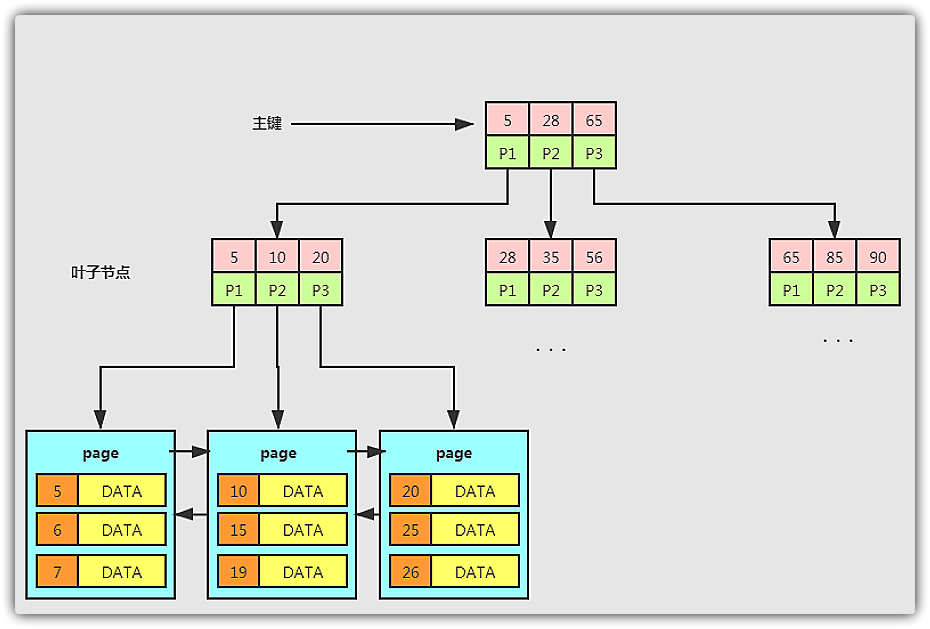 主键
5 28 65
P1 P2 P3
叶子节点
5 10 20
P1 P2 P3
28 35 56
P1 P2 P3
65 85 90
P1 P2 P3
. . .
. . .
page
5 DATA
6 DATA
7 DATA
page
10 DATA
15 DATA
19 DATA
page
20 DATA
25 DATA
26 DATA